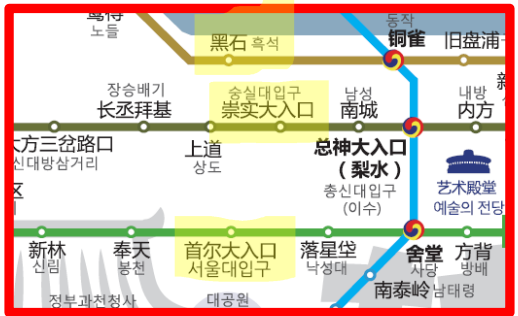 노들
동작
黑石 흑석
铜雀
旧盘浦
장승배기
숭실대입구
남성
내방
长丞拜基
崇实大入口
南城
内方
大方三岔路口
신대방삼거리
上道
상도
总神大入口
(梨水)
총신대입구
(이수)
艺术殿堂
예술의 전당
新林
신림
奉天
봉천
首尔大入口
서울대입구
落星垈
낙성대
舍堂
사당
方背
방배
南泰岭 남태령
정부과천청사
대공원